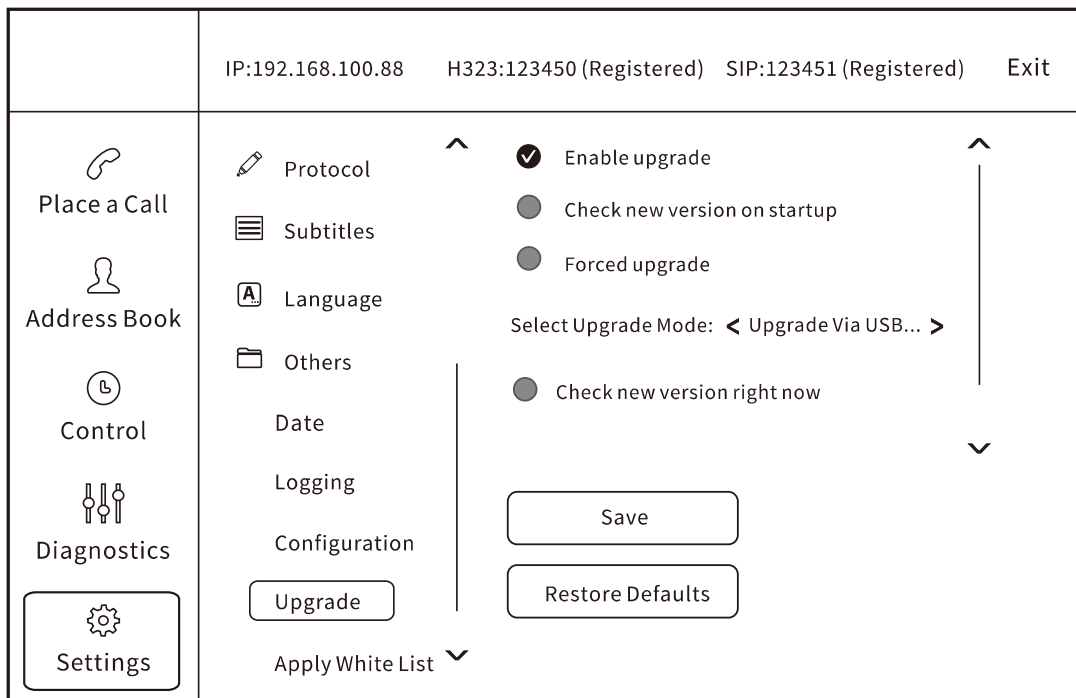 IP:192.168.100.88 H323:123450 (Registered) SIP:123451 (Registered) Exit
Place a Call
Address Book
Control
Diagnostics
Settings
Protocol
Subtitles
A Language
Others
Date
Logging
Configuration
Upgrade
Apply White List
Enable upgrade
Check new version on startup
Forced upgrade
Select Upgrade Mode: < Upgrade Via USB... >
Check new version right now
Save
Restore Defaults